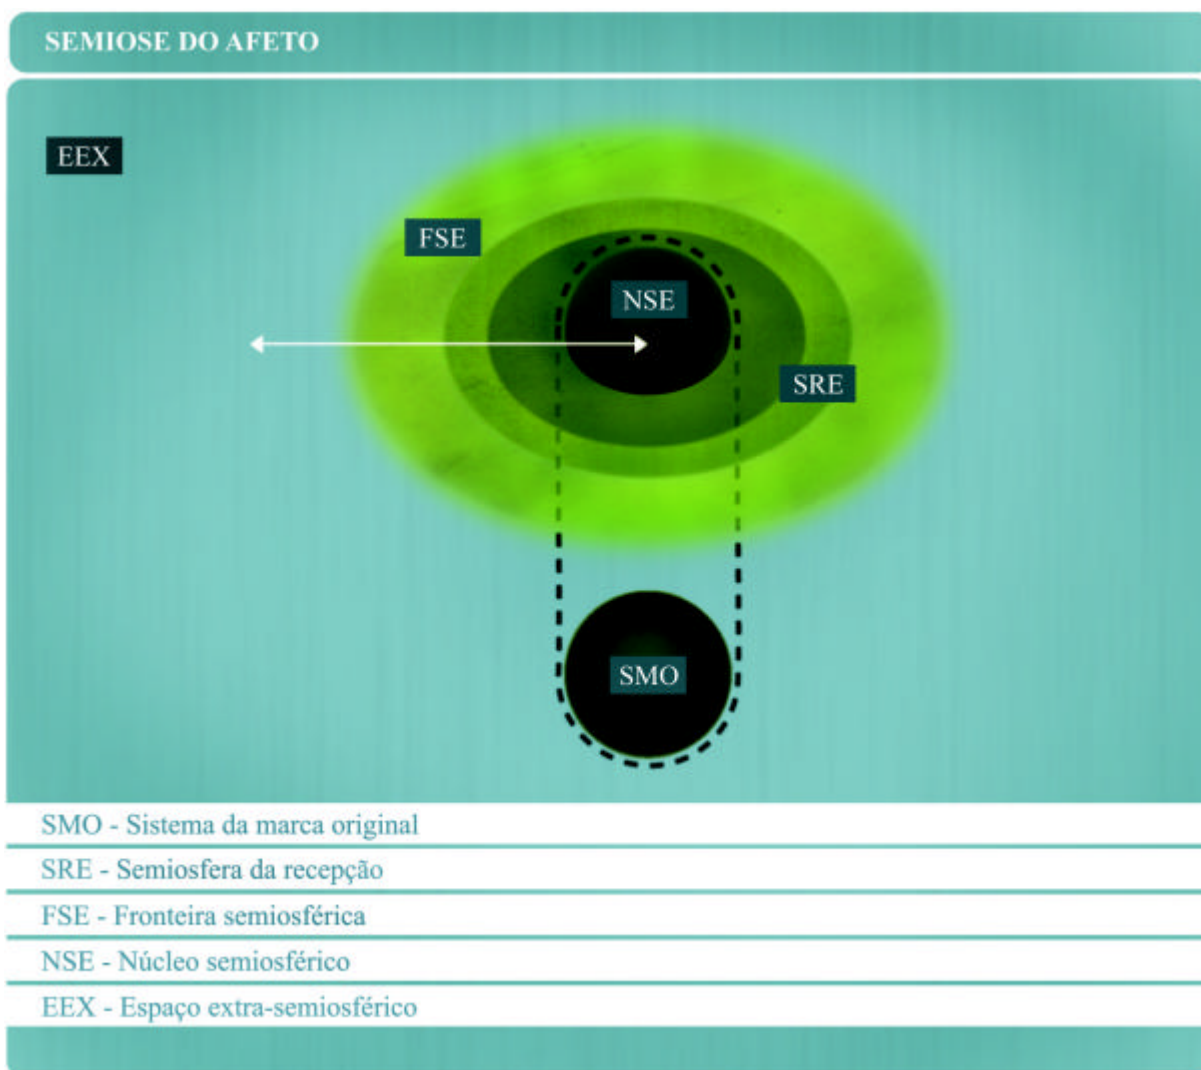 SEMIOSE DO AFETO
EEX
FSE
NSE
SRE
SMO
SMO - Sistema da marca original
SRE - Semiosfera da recepção
FSE - Fronteira semiosférica
NSE - Núcleo semiosférico
EEX - Espaço extra-semiosférico